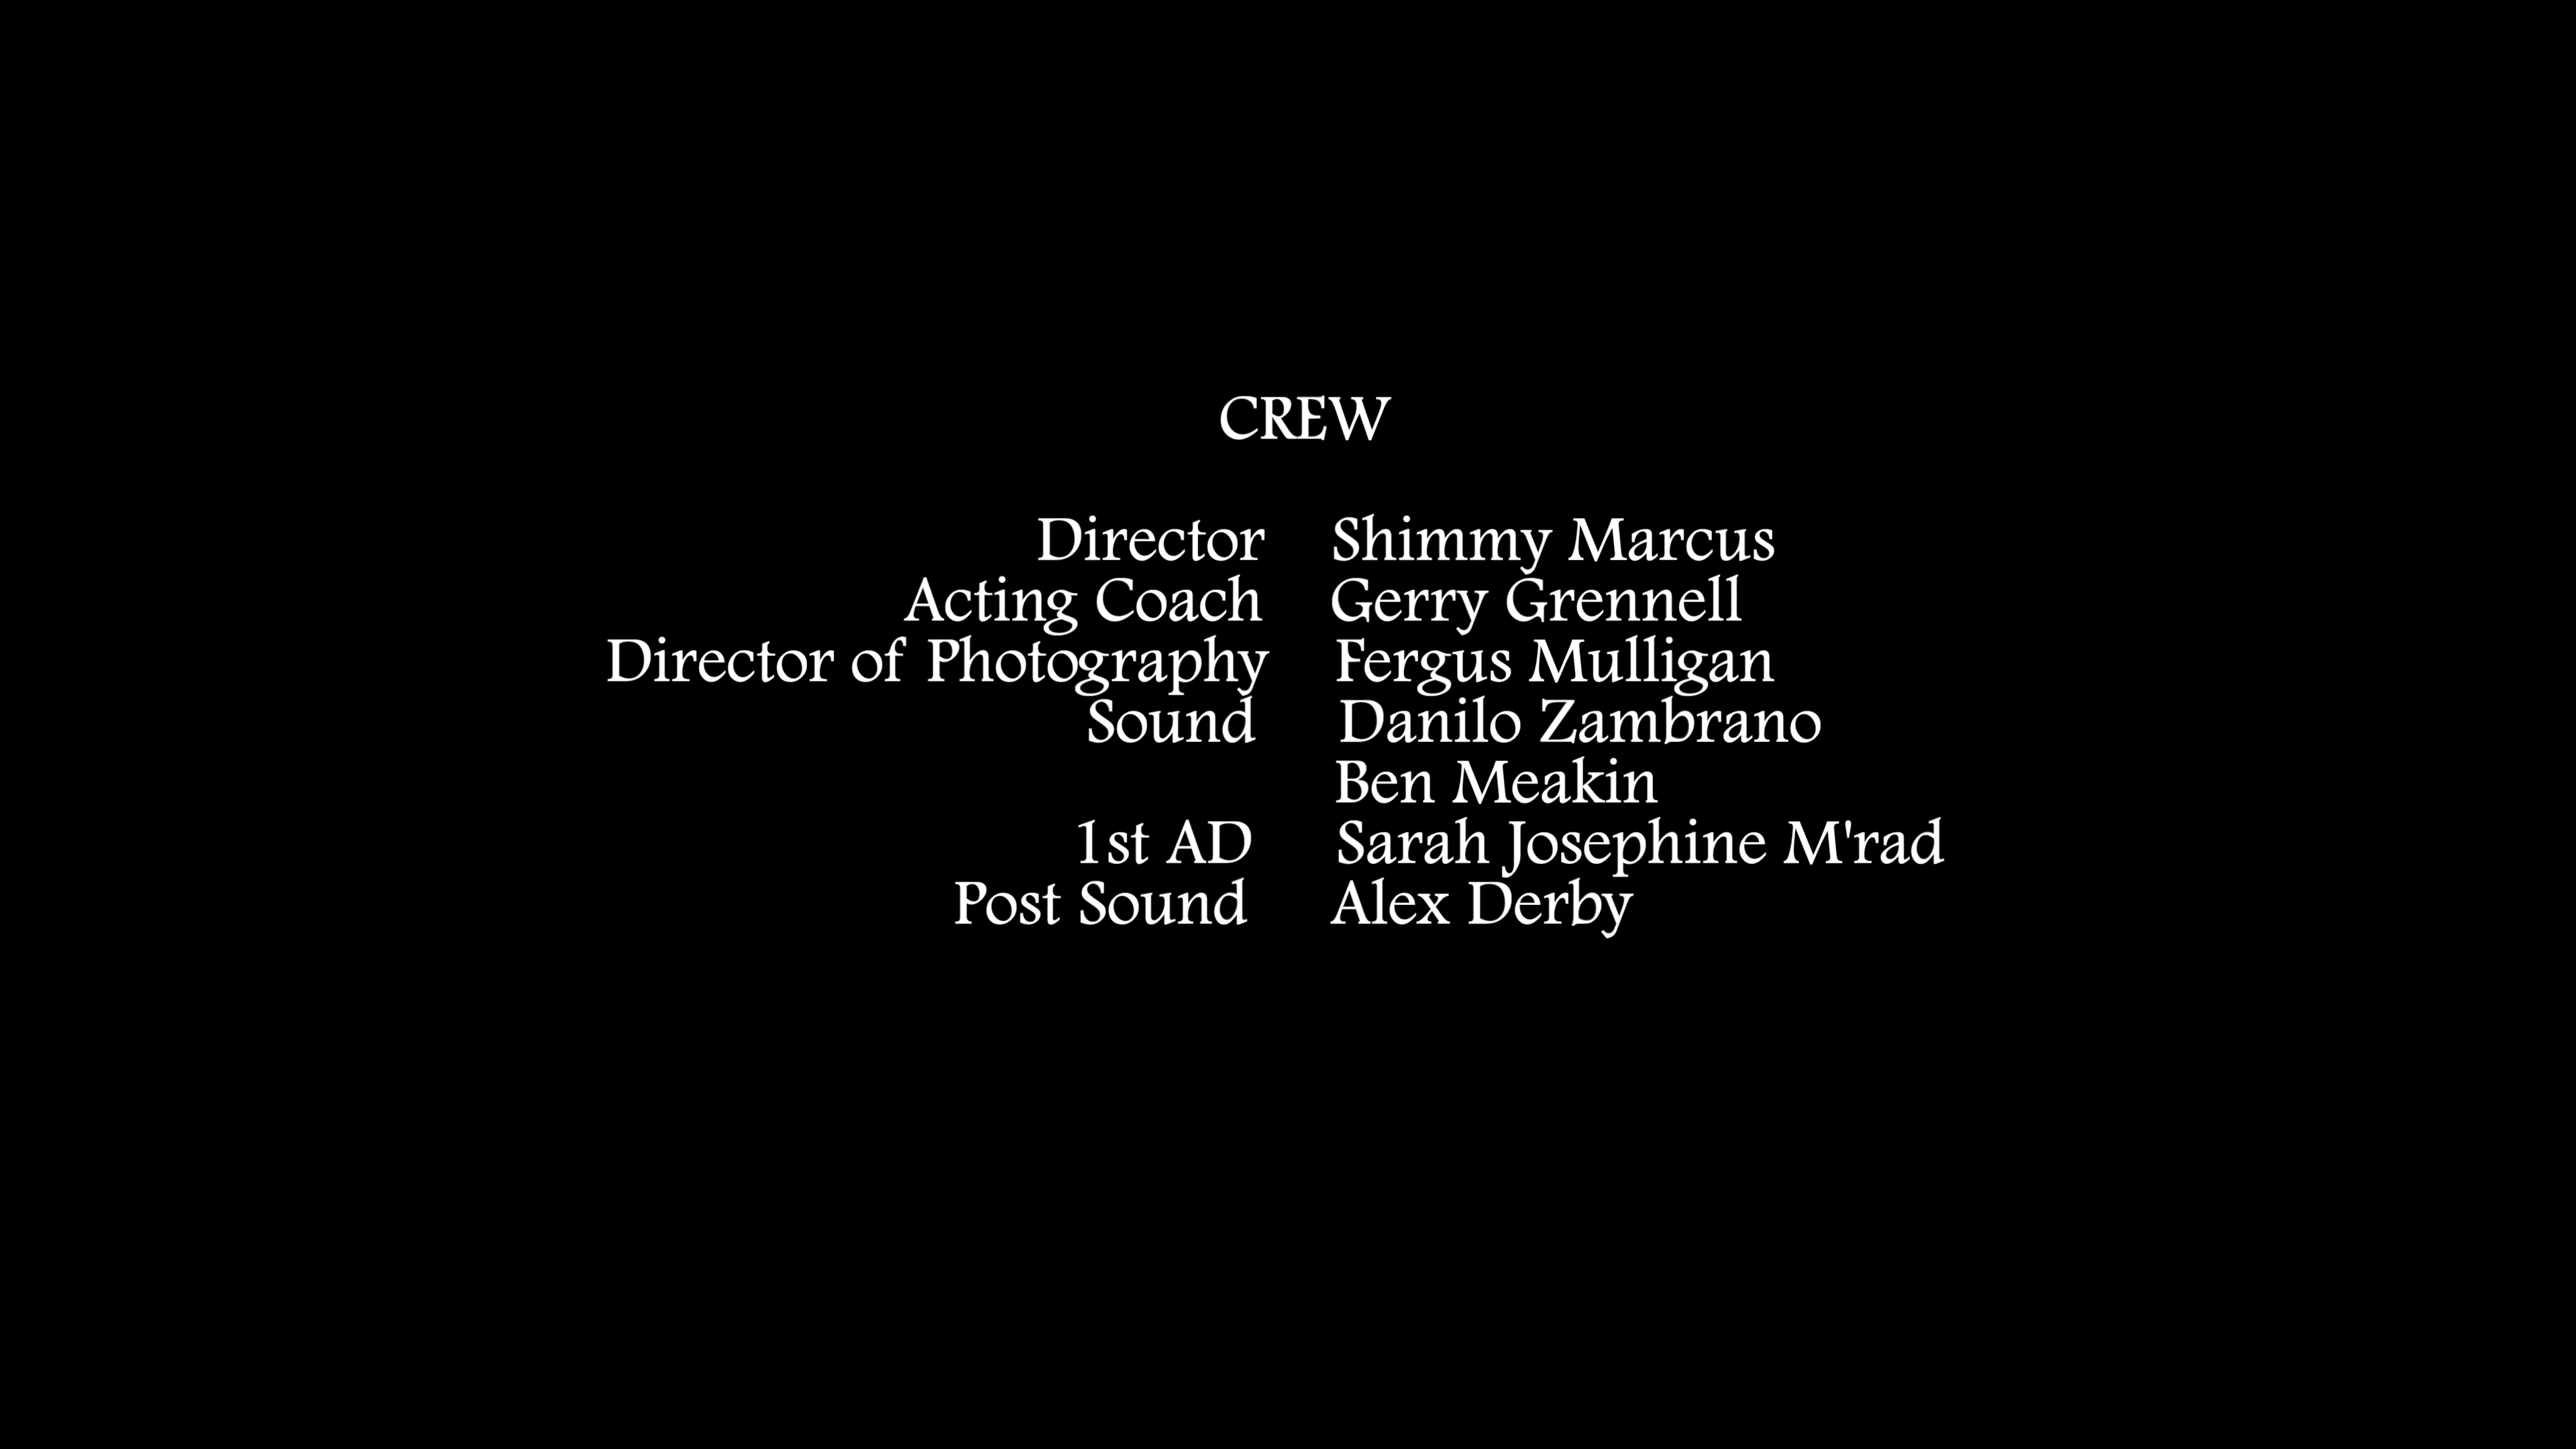 CREW
Director Shimmy Marcus
Acting Coach Gerry Grennell
Director of Photography Fergus Mulligan
Sound Danilo Zambrano
Ben Meakin
1st AD Sarah Josephine M'rad
Post Sound Alex Derby